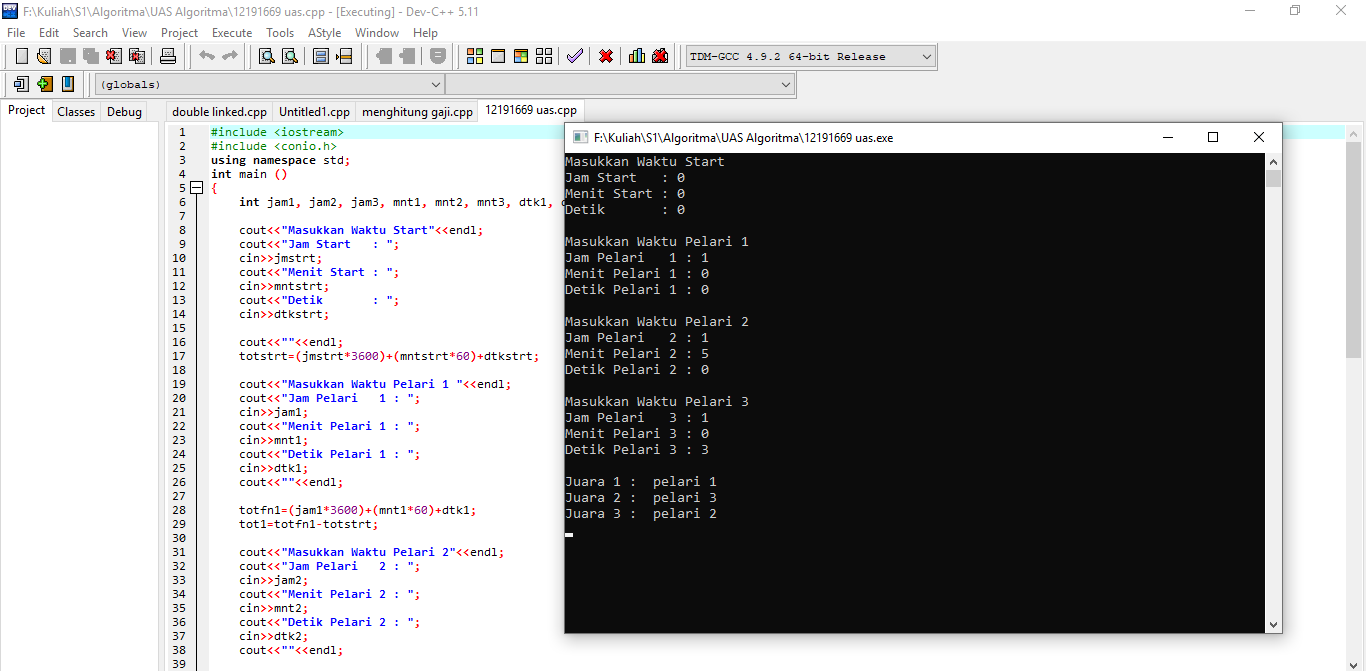 F:\Kuliah\S1\Algoritma\UAS Algoritma\12191669 uas.cpp - [Executing] - Dev-C++ 5.11
File Edit Search View Project Execute Tools AStyle Window Help
TDM-GCC 4.9.2 64-bit Release
(globals)
Project Classes Debug
double linked.cpp Untitled1.cpp menghitung gaji.cpp 12191669 uas.cpp
1 #include <iostream>
2 #include <conio.h>
3 using namespace std;
4 int main ()
5 {
6 int jam1, jam2, jam3, mnt1, mnt2, mnt3, dtk1,
7
8 cout<<"Masukkan Waktu Start"<<endl;
9 cout<<"Jam Start   : ";
10 cin>>jmstrt;
11 cout<<"Menit Start : ";
12 cin>>mntstrt;
13 cout<<"Detik       : ";
14 cin>>dtkstrt;
15
16 cout<<""<<endl;
17 totstrt=(jmstrt*3600)+(mntstrt*60)+dtkstrt;
18
19 cout<<"Masukkan Waktu Pelari 1 "<<endl;
20 cout<<"Jam Pelari   1 : ";
21 cin>>jam1;
22 cout<<"Menit Pelari 1 : ";
23 cin>>mnt1;
24 cout<<"Detik Pelari 1 : ";
25 cin>>dtk1;
26 cout<<""<<endl;
27
28 totfn1=(jam1*3600)+(mnt1*60)+dtk1;
29 tot1=totfn1-totstrt;
30
31 cout<<"Masukkan Waktu Pelari 2"<<endl;
32 cout<<"Jam Pelari   2 : ";
33 cin>>jam2;
34 cout<<"Menit Pelari 2 : ";
35 cin>>mnt2;
36 cout<<"Detik Pelari 2 : ";
37 cin>>dtk2;
38 cout<<""<<endl;
39
F:\Kuliah\S1\Algoritma\UAS Algoritma\12191669 uas.exe
Masukkan Waktu Start
Jam Start   : 0
Menit Start : 0
Detik       : 0

Masukkan Waktu Pelari 1
Jam Pelari   1 : 1
Menit Pelari 1 : 0
Detik Pelari 1 : 0

Masukkan Waktu Pelari 2
Jam Pelari   2 : 1
Menit Pelari 2 : 5
Detik Pelari 2 : 0

Masukkan Waktu Pelari 3
Jam Pelari   3 : 1
Menit Pelari 3 : 0
Detik Pelari 3 : 3

Juara 1 :  pelari 1
Juara 2 :  pelari 3
Juara 3 :  pelari 2